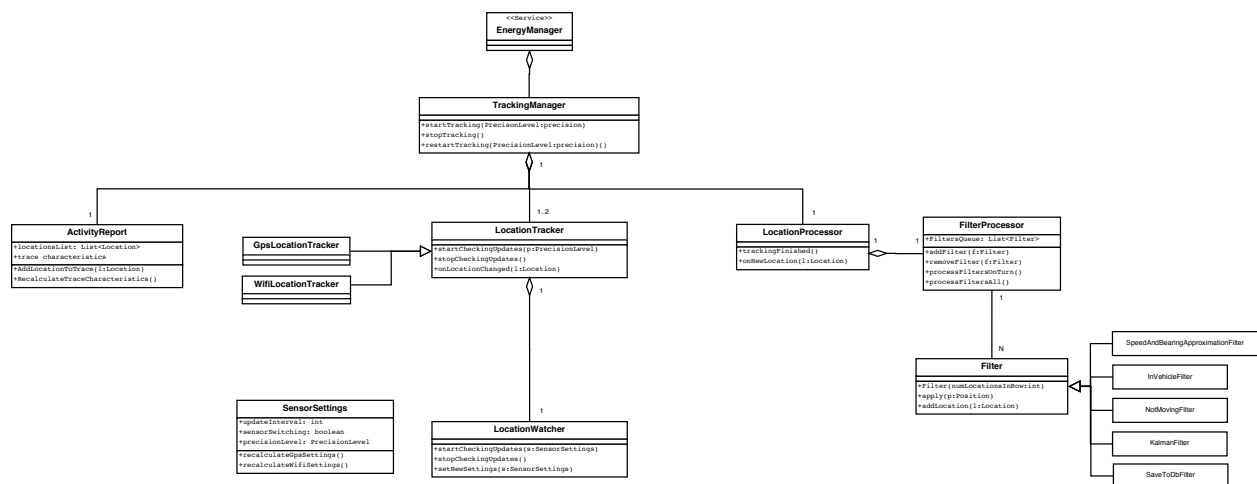 <<Service>>
EnergyManager
TrackingManager
+startTracking(PrecisonLevel:precision)
+stopTracking()
+restartTracking(PrecisionLevel:precision)()
1
1
1..2
1
ActivityReport
+locationsList: List<Location>
+trace characteristics
+AddLocationToTrace(l:Location)
+RecalculateTraceCharacteristics()
GpsLocationTracker
WifiLocationTracker
LocationTracker
+startCheckingUpdates(p:PrecisionLevel)
+stopCheckingUpdates()
+onLocationChanged(l:Location)
1
LocationProcessor
+trackingFinished()
+onNewLocation(l:Location)
1
1
FilterProcessor
+FiltersQueue: List<Filter>
+addFilter(f:Filter)
+removeFilter(f:Filter)
+processFiltersOnTurn()
+processFiltersAll()
1
N
Filter
+Filter(numLocationsInRow:int)
+apply(p:Position)
+addLocation(l:Location)
SpeedAndBearingApproximationFilter
InVehicleFilter
NotMovingFilter
KalmanFilter
SaveToDbFilter
SensorSettings
+updateInterval: int
+sensorSwitching: boolean
+precisionLevel: PrecisionLevel
+recalculateGpsSettings()
+recalculateWifiSettings()
1
LocationWatcher
+startCheckingUpdates(s:SensorSettings)
+stopCheckingUpdates()
+setNewSettings(s:SensorSettings)